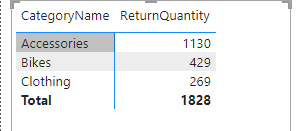 CategoryName ReturnQuantity
Accessories 1130
Bikes 429
Clothing 269
Total 1828